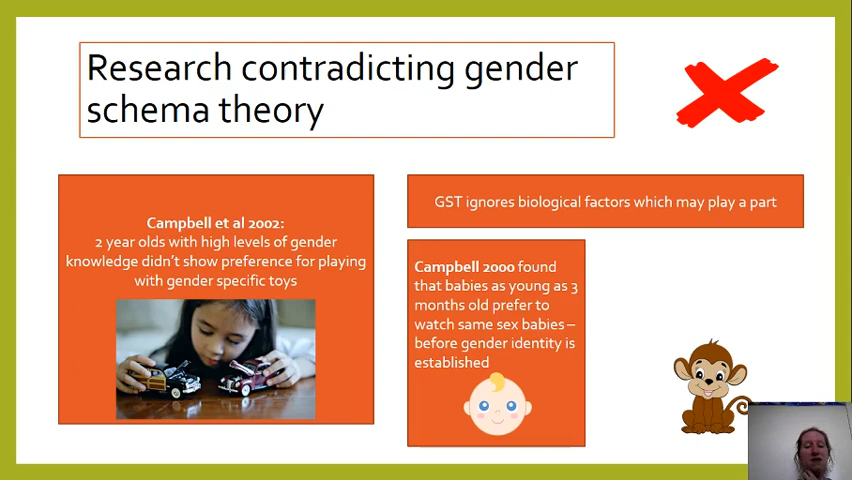 Research contradicting gender
schema theory
Campbell et al 2002:
2 year olds with high levels of gender
knowledge didn't show preference for playing
with gender specific toys
GST ignores biological factors which may play a part
Campbell 2000 found
that babies as young as 3
months old prefer to
watch same sex babies –
before gender identity is
established